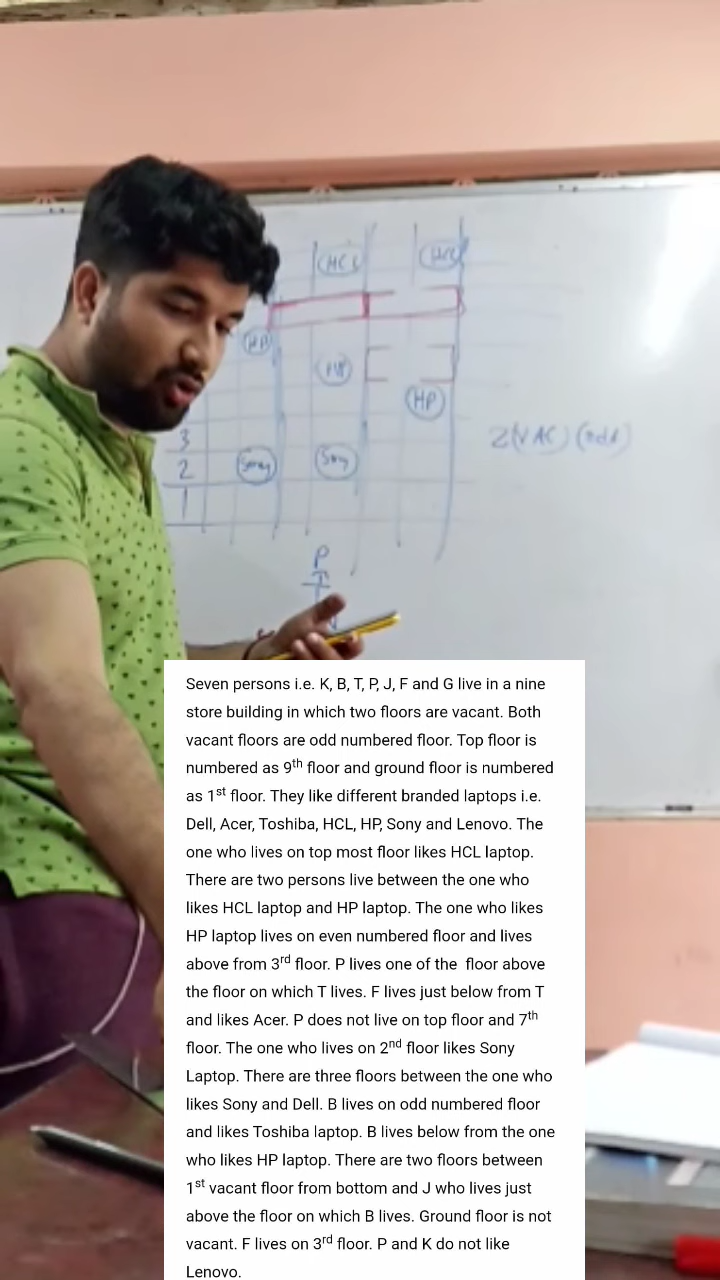 HCL HCL
HP
HP
HP
3
2 Sony Sony
1
2(VAC) (odd)
P
T
Seven persons i.e. K, B, T, P, J, F and G live in a nine
store building in which two floors are vacant. Both
vacant floors are odd numbered floor. Top floor is
numbered as 9th floor and ground floor is numbered
as 1st floor. They like different branded laptops i.e.
Dell, Acer, Toshiba, HCL, HP, Sony and Lenovo. The
one who lives on top most floor likes HCL laptop.
There are two persons live between the one who
likes HCL laptop and HP laptop. The one who likes
HP laptop lives on even numbered floor and lives
above from 3rd floor. P lives one of the floor above
the floor on which T lives. F lives just below from T
and likes Acer. P does not live on top floor and 7th
floor. The one who lives on 2nd floor likes Sony
Laptop. There are three floors between the one who
likes Sony and Dell. B lives on odd numbered floor
and likes Toshiba laptop. B lives below from the one
who likes HP laptop. There are two floors between
1st vacant floor from bottom and J who lives just
above the floor on which B lives. Ground floor is not
vacant. F lives on 3rd floor. P and K do not like
Lenovo.